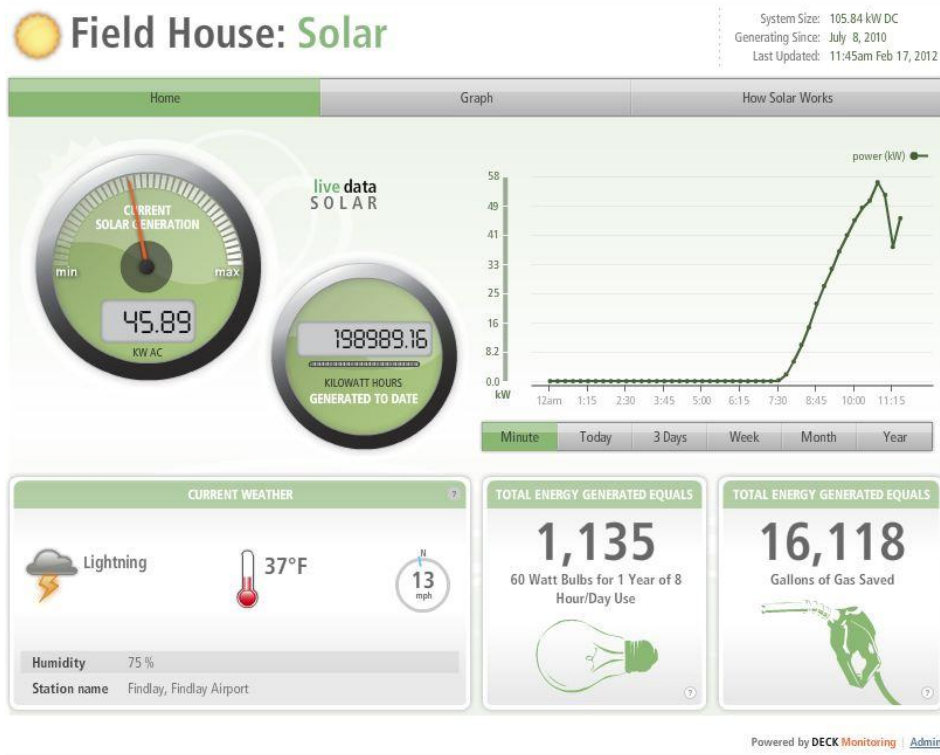 Field House: Solar
System Size: 105.84 kW DC
Generating Since: July 8, 2010
Last Updated: 11:45am Feb 17, 2012
Home
Graph
How Solar Works
CURRENT
SOLAR GENERATION
min
max
45.89
KW AC
live data
SOLAR
198989.16
KILOWATT HOURS
GENERATED TO DATE
power (kW)
58
49
41
33
25
16
8.2
0.0
kW
12am 1:15 2:30 3:45 5:00 6:15 7:30 8:45 10:00 11:15
Minute Today 3 Days Week Month Year
CURRENT WEATHER ?
Lightning
37°F
N
13
mph
Humidity 75 %
Station name Findlay, Findlay Airport
TOTAL ENERGY GENERATED EQUALS
1,135
60 Watt Bulbs for 1 Year of 8
Hour/Day Use
?
TOTAL ENERGY GENERATED EQUALS
16,118
Gallons of Gas Saved
?
Powered by DECK Monitoring | Admin